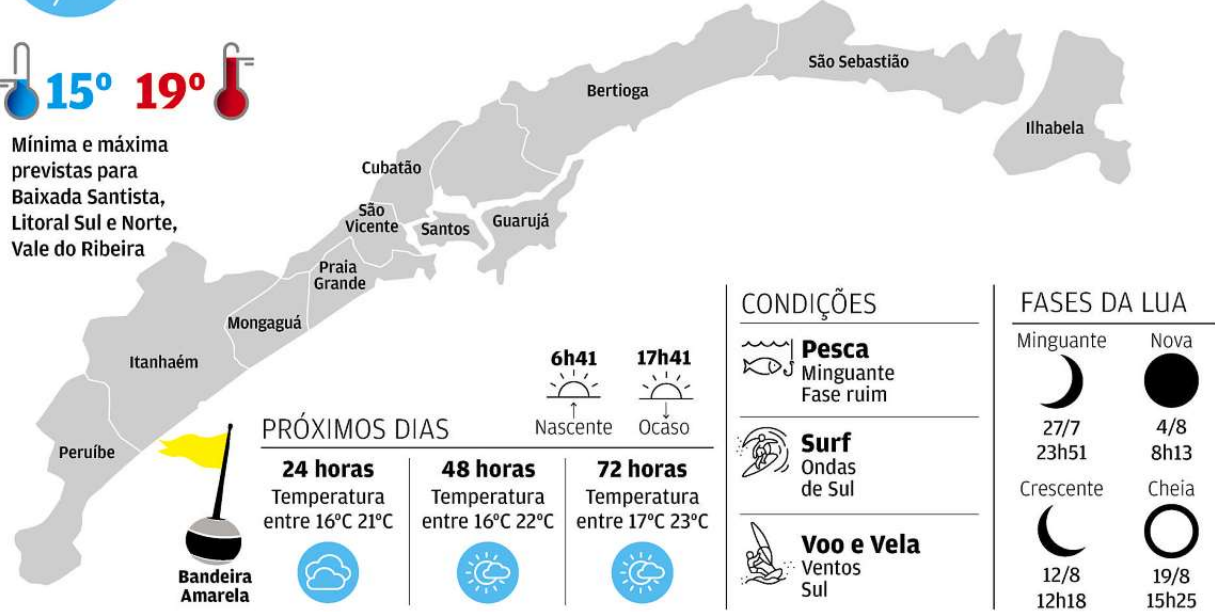 15º 19º
Mínima e máxima
previstas para
Baixada Santista,
Litoral Sul e Norte,
Vale do Ribeira
São Sebastião
Bertioga
Ilhabela
Cubatão
São
Vicente
Santos
Guarujá
Praia
Grande
Mongaguá
Itanhaém
Peruíbe
Bandeira
Amarela
6h41
Nascente
17h41
Ocaso
PRÓXIMOS DIAS
24 horas
Temperatura
entre 16ºC 21ºC
48 horas
Temperatura
entre 16ºC 22ºC
72 horas
Temperatura
entre 17ºC 23ºC
CONDIÇÕES
Pesca
Minguante
Fase ruim
Surf
Ondas
de Sul
Voo e Vela
Ventos
Sul
FASES DA LUA
Minguante
27/7
23h51
Nova
4/8
8h13
Crescente
12/8
12h18
Cheia
19/8
15h25